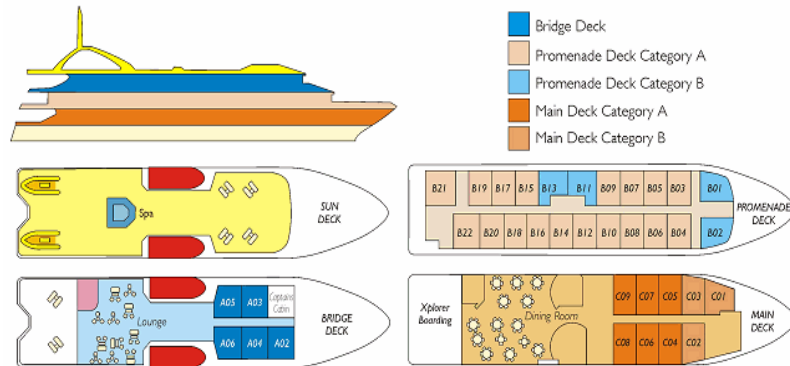 Bridge Deck
Promenade Deck Category A
Promenade Deck Category B
Main Deck Category A
Main Deck Category B
Spa
SUN
DECK
B21 B19 B17 B15 B13 B11 B09 B07 B05 B03 B01
B22 B20 B18 B16 B14 B12 B10 B08 B06 B04 B02
PROMENADE
DECK
Lounge
A05 A03 Captains
Cabin
A06 A04 A02
BRIDGE
DECK
Xplorer
Boarding
Dining Room
C09 C07 C05 C03 C01
C08 C06 C04 C02
MAIN
DECK